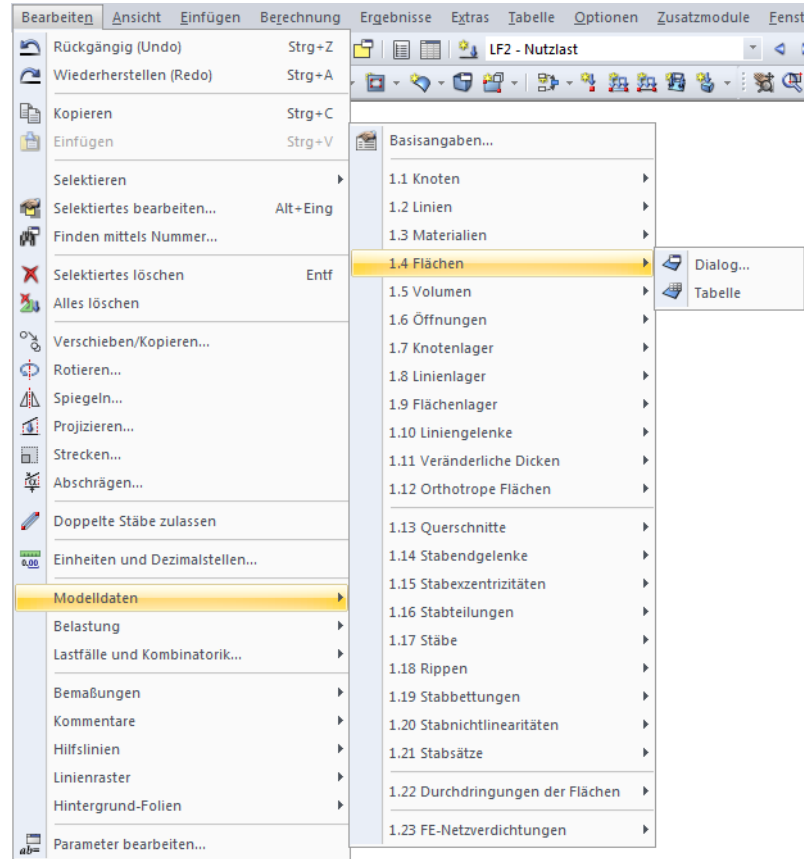 Bearbeiten Ansicht Einfügen Berechnung Ergebnisse Extras Tabelle Optionen Zusatzmodule Fenst
LF2 - Nutzlast
Rückgängig (Undo) Strg+Z
Wiederherstellen (Redo) Strg+A
Kopieren Strg+C
Einfügen Strg+V
Selektieren
Selektiertes bearbeiten... Alt+Eing
Finden mittels Nummer...
Selektiertes löschen Entf
Alles löschen
Verschieben/Kopieren...
Rotieren...
Spiegeln...
Projizieren...
Strecken...
Abschrägen...
Doppelte Stäbe zulassen
0,00 Einheiten und Dezimalstellen...
Modelldaten
Belastung
Lastfälle und Kombinatorik...
Bemaßungen
Kommentare
Hilfslinien
Linienraster
Hintergrund-Folien
ab= Parameter bearbeiten...
Basisangaben...
1.1 Knoten
1.2 Linien
1.3 Materialien
1.4 Flächen
1.5 Volumen
1.6 Öffnungen
1.7 Knotenlager
1.8 Linienlager
1.9 Flächenlager
1.10 Liniengelenke
1.11 Veränderliche Dicken
1.12 Orthotrope Flächen
1.13 Querschnitte
1.14 Stabendgelenke
1.15 Stabexzentrizitäten
1.16 Stabteilungen
1.17 Stäbe
1.18 Rippen
1.19 Stabbettungen
1.20 Stabnichtlinearitäten
1.21 Stabsätze
1.22 Durchdringungen der Flächen
1.23 FE-Netzverdichtungen
Dialog...
Tabelle